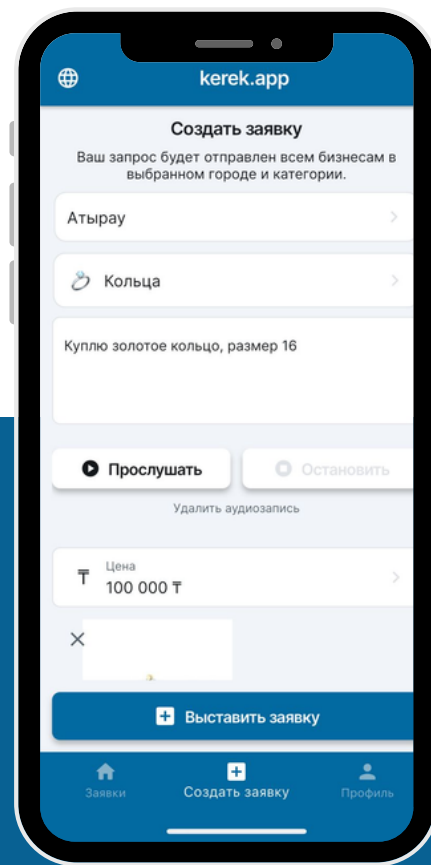 kerek.app
Создать заявку
Ваш запрос будет отправлен всем бизнесам в
выбранном городе и категории.
Атырау
Кольца
Куплю золотое кольцо, размер 16
Прослушать
Остановить
Удалить аудиозапись
₸
Цена
100 000 ₸
Выставить заявку
Заявки
Создать заявку
Профиль